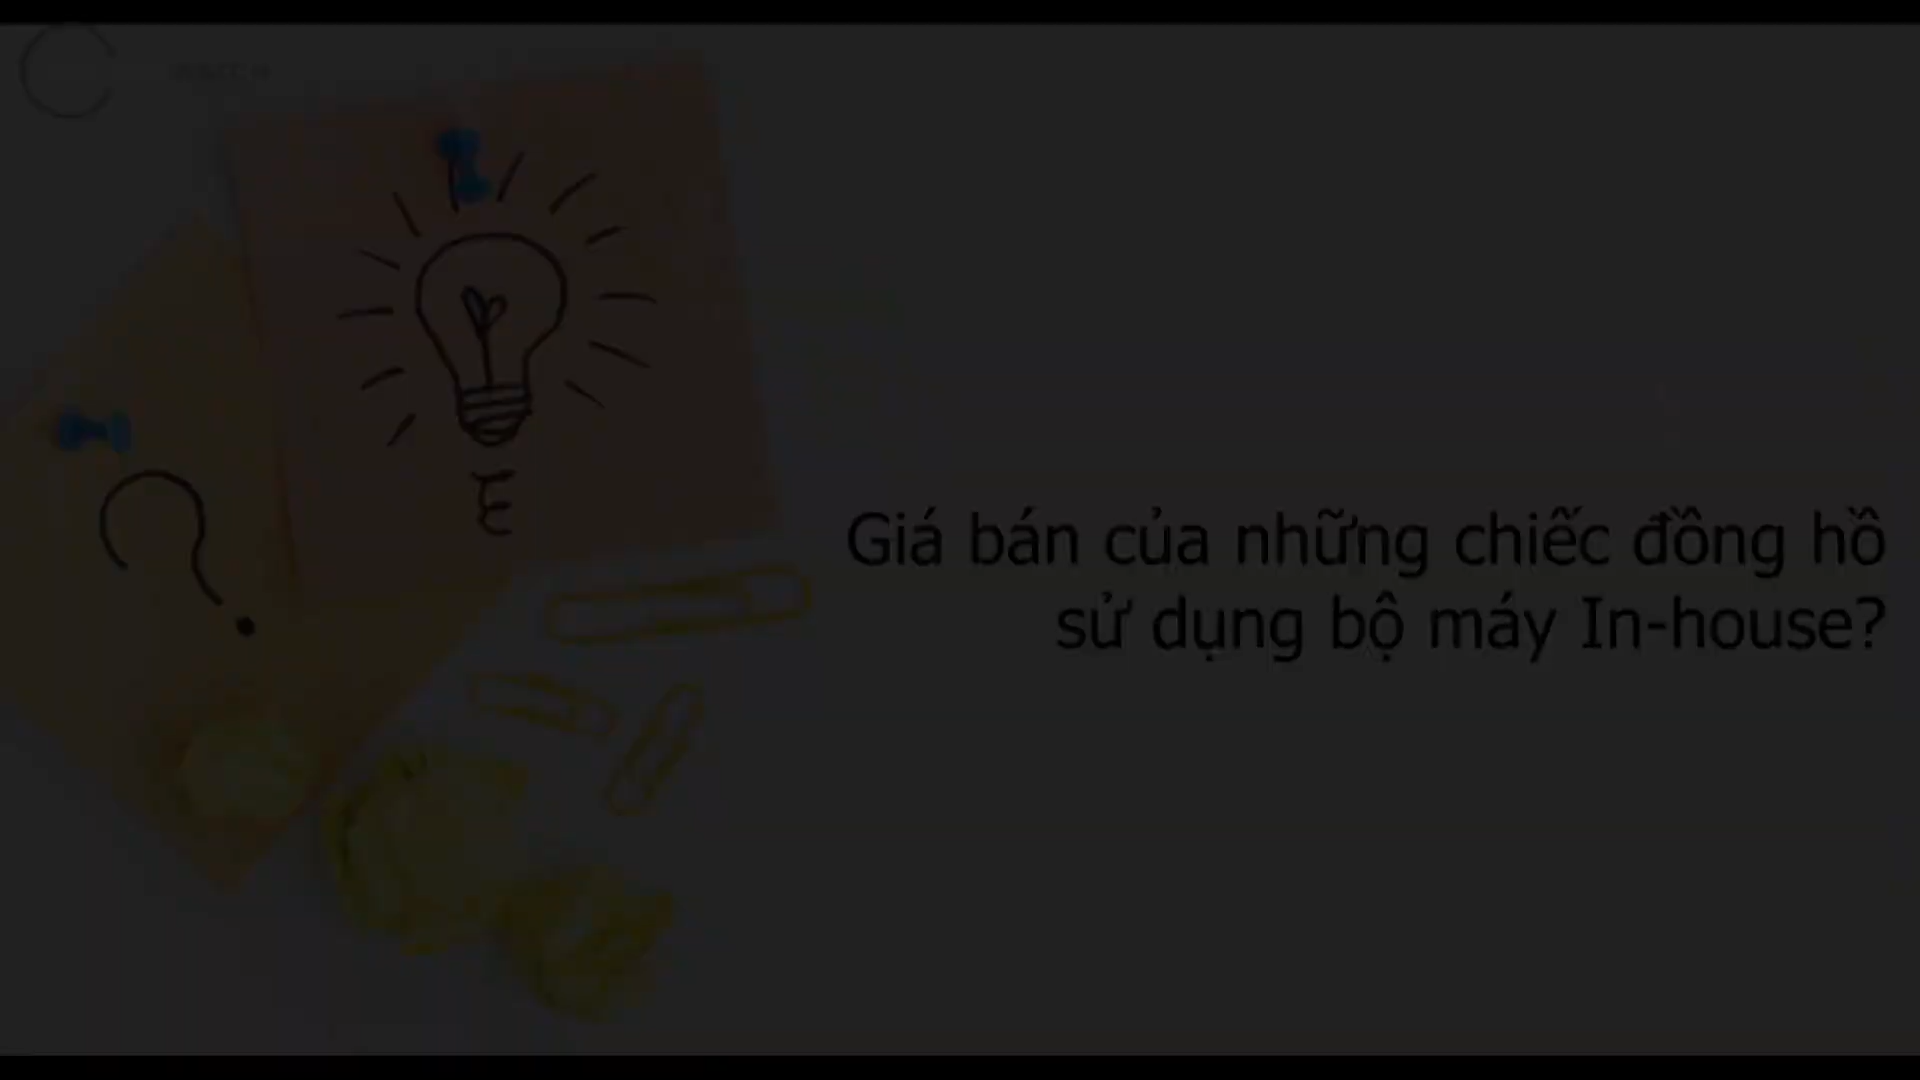 Giá bán của những chiếc đồng hồ
sử dụng bộ máy In-house?